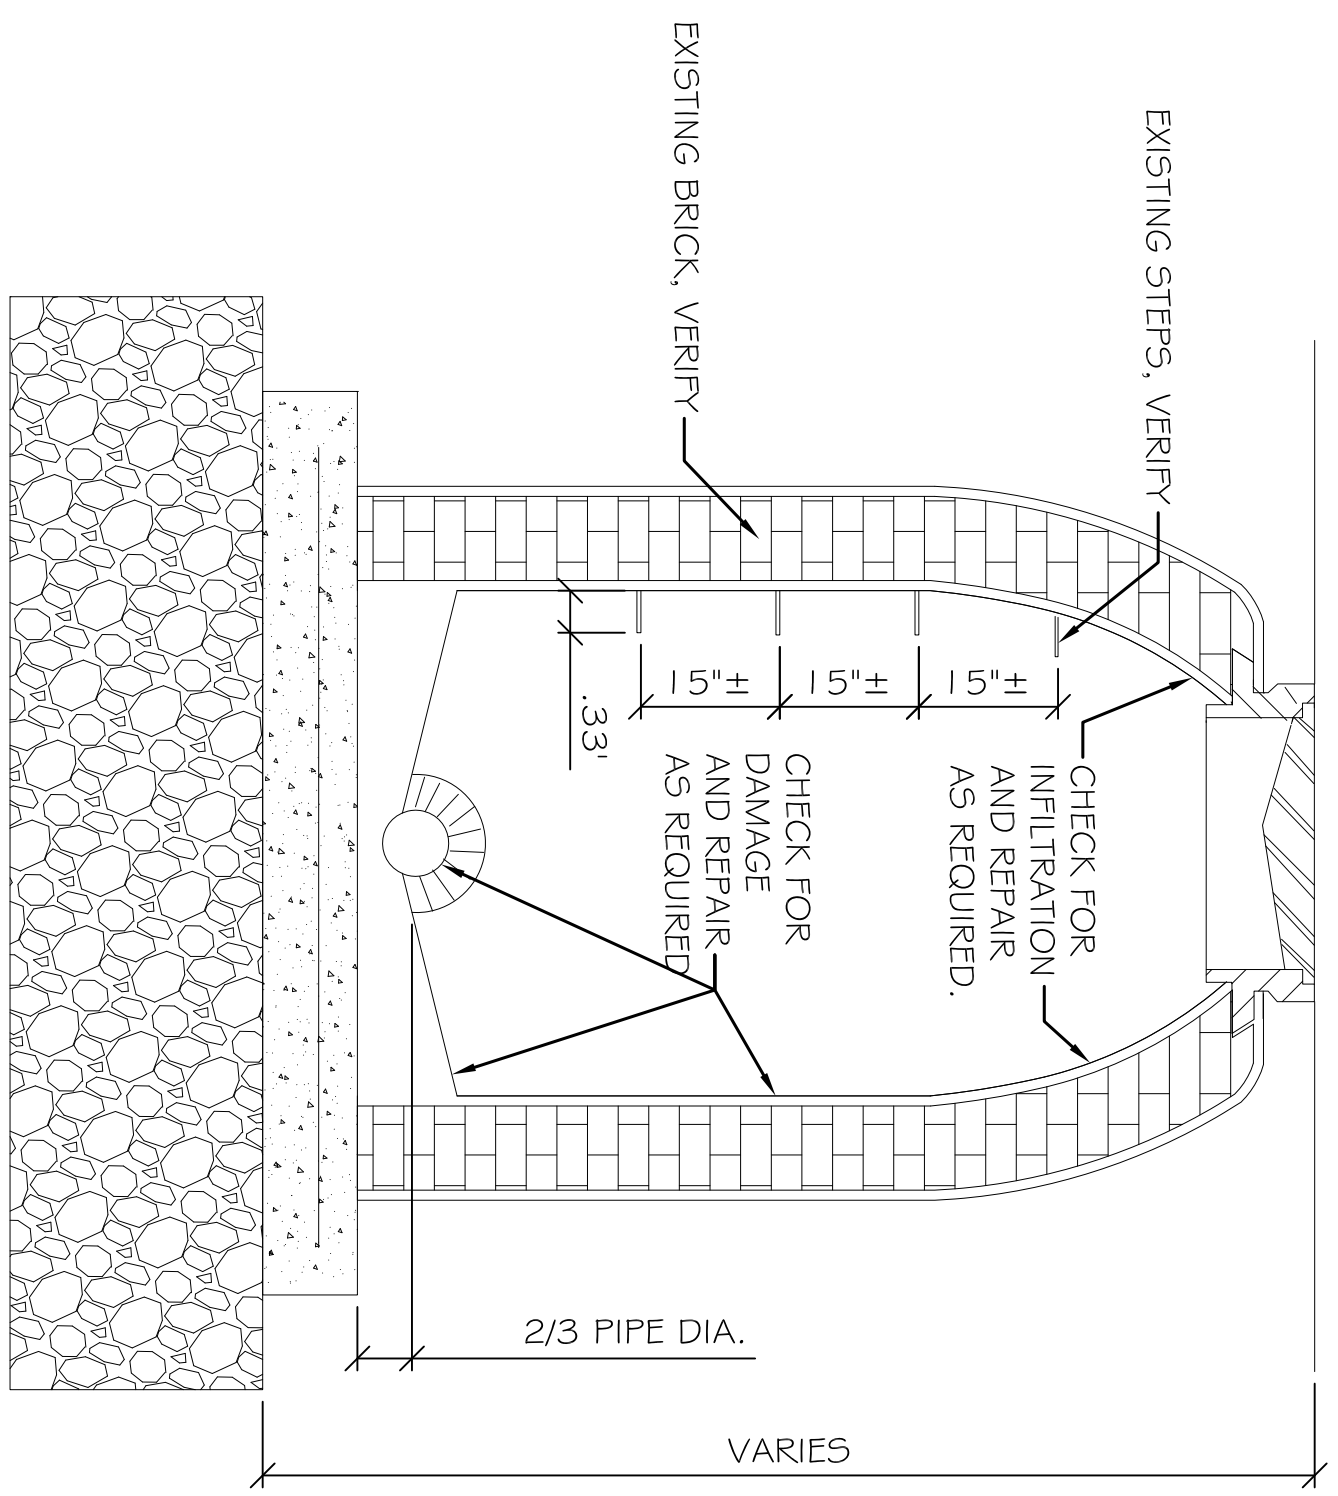 EXISTING STEPS, VERIFY
EXISTING BRICK, VERIFY
CHECK FOR
INFILTRATION
AND REPAIR
AS REQUIRED.
15"±
15"±
15"±
CHECK FOR
DAMAGE
AND REPAIR
AS REQUIRED
.33'
2/3 PIPE DIA.
VARIES